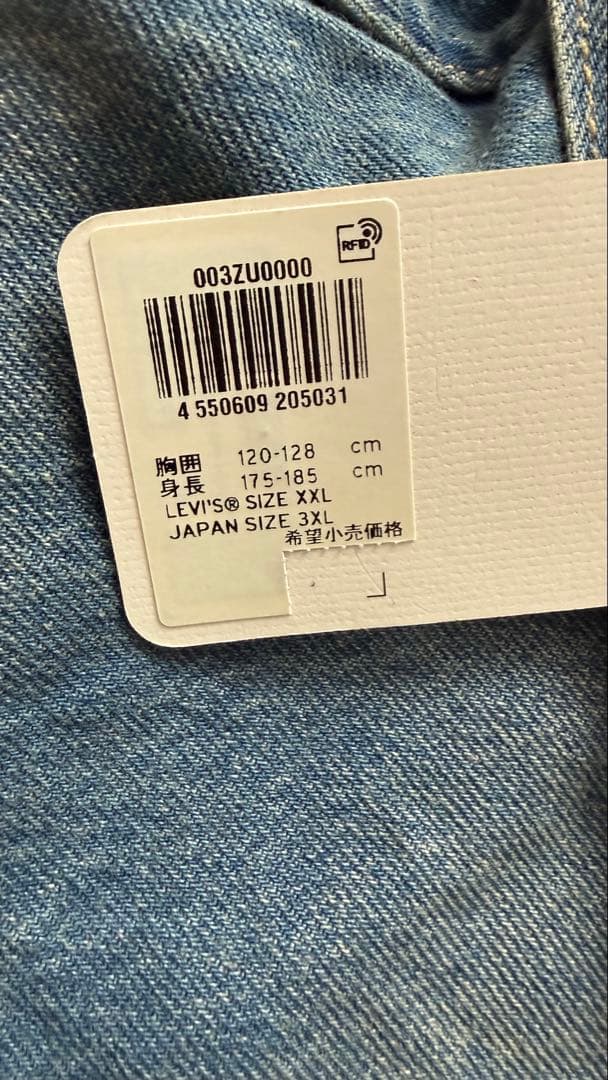 RFID
003ZU0000
4 550609 205031
胸囲 120-128 cm
身長 175-185 cm
LEVI'S® SIZE XXL
JAPAN SIZE 3XL
希望小売価格